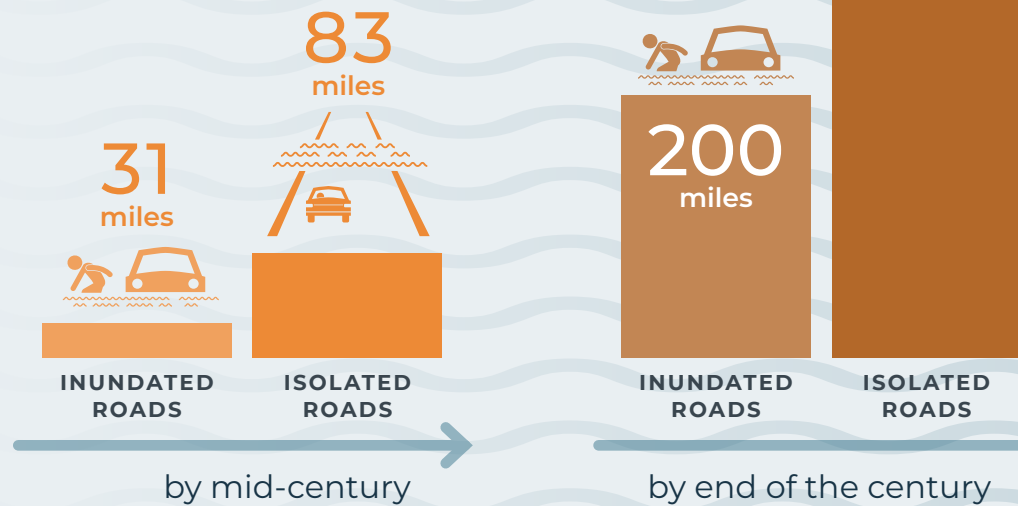 83
miles
31
miles
200
miles
INUNDATED
ROADS
ISOLATED
ROADS
INUNDATED
ROADS
ISOLATED
ROADS
by mid-century
by end of the century